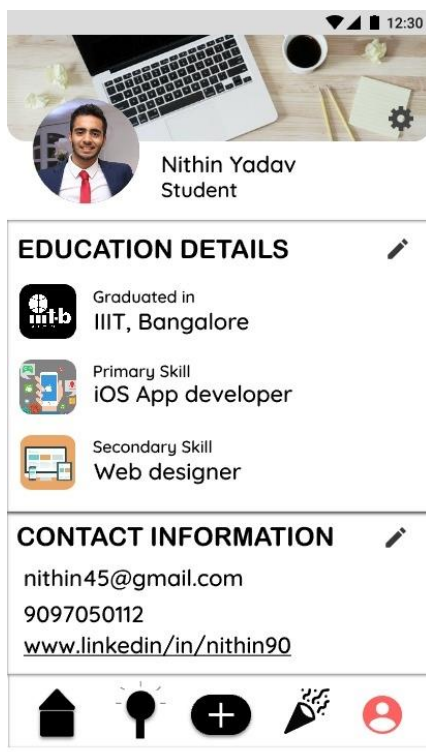 12:30
Nithin Yadav
Student
EDUCATION DETAILS
iiit-b
Graduated in
IIIT, Bangalore
Primary Skill
iOS App developer
Secondary Skill
Web designer
CONTACT INFORMATION
nithin45@gmail.com
9097050112
www.linkedin/in/nithin90